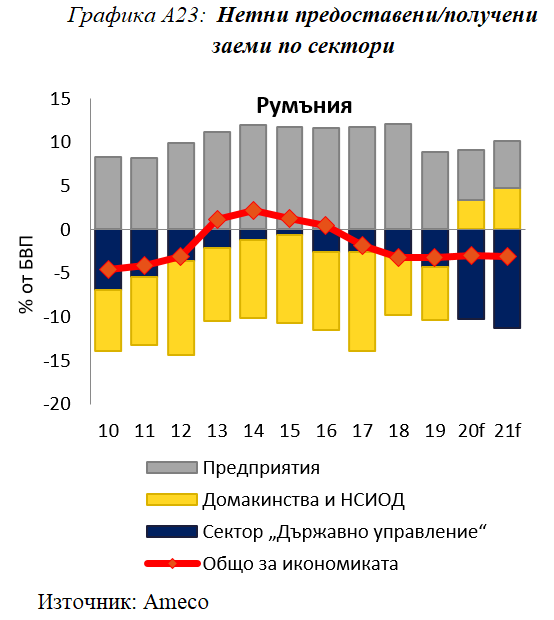 Графика А23: Нетни предоставени/получени
заеми по сектори
Румъния
15
10
5
0
-5
-10
-15
-20
% от БВП
10 11 12 13 14 15 16 17 18 19 20f 21f
Предприятия
Домакинства и НСИОД
Сектор „Държавно управление“
Общо за икономиката
Източник: Ameco